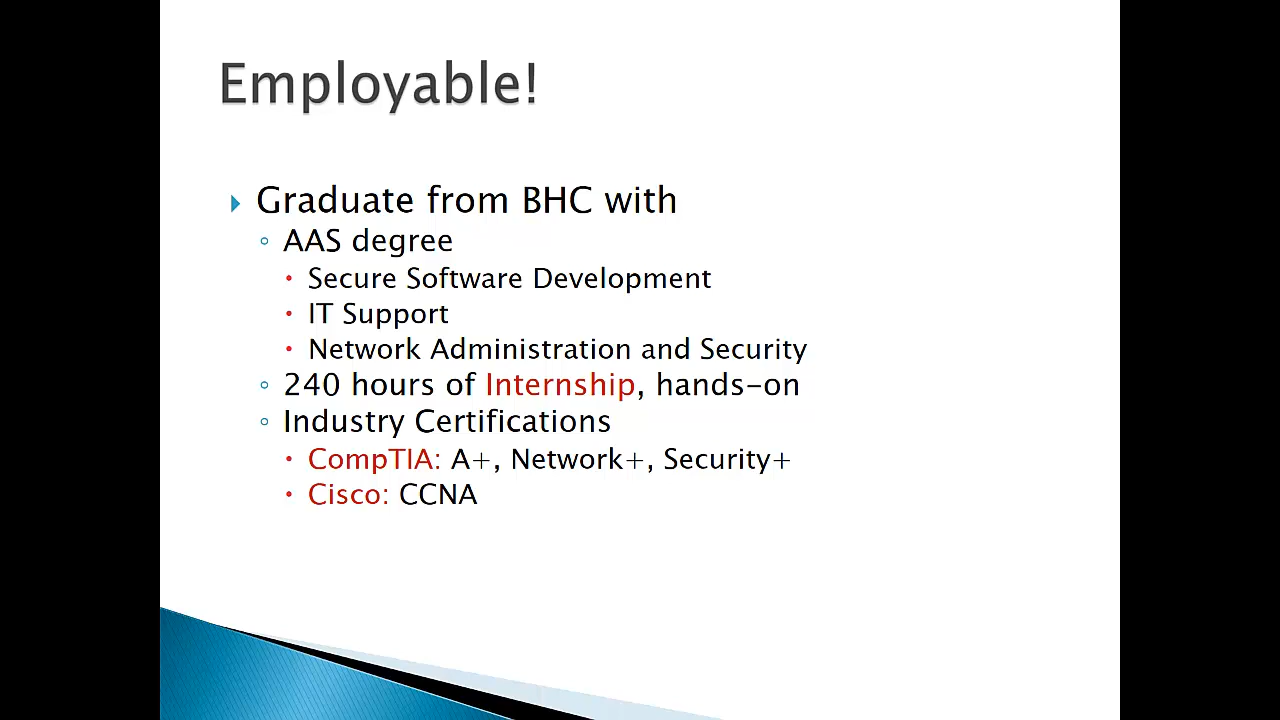 Employable!
Graduate from BHC with
AAS degree
Secure Software Development
IT Support
Network Administration and Security
240 hours of Internship, hands-on
Industry Certifications
CompTIA: A+, Network+, Security+
Cisco: CCNA